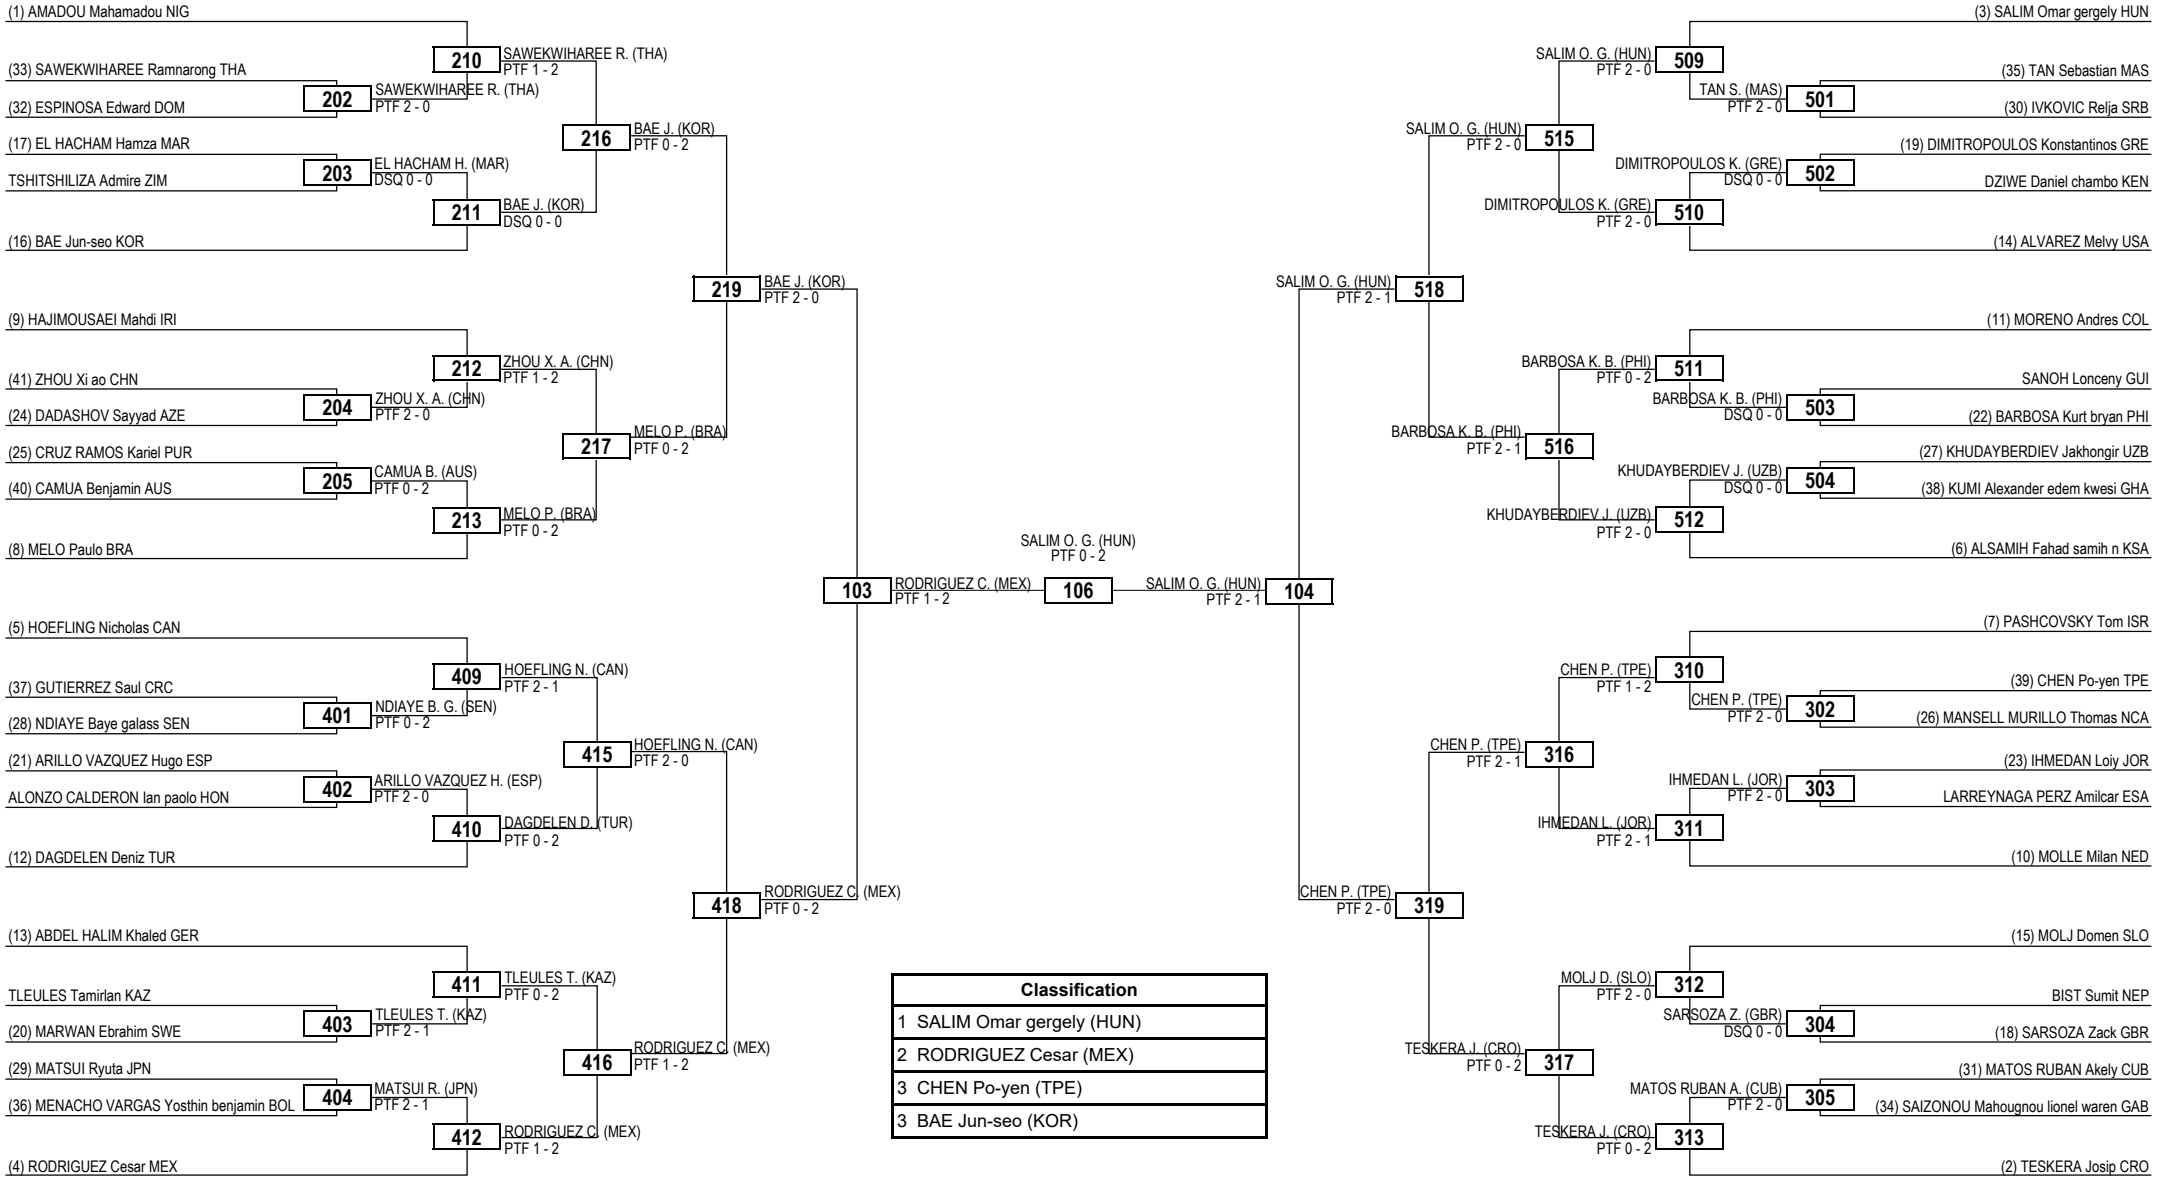 (1) AMADOU Mahamadou NIG
(33) SAWEKWIHAREE Ramnarong THA
(32) ESPINOSA Edward DOM
(17) EL HACHAM Hamza MAR
TSHITSHILIZA Admire ZIM
(16) BAE Jun-seo KOR
(9) HAJIMOUSAEI Mahdi IRI
(41) ZHOU Xi ao CHN
(24) DADASHOV Sayyad AZE
(25) CRUZ RAMOS Kariel PUR
(40) CAMUA Benjamin AUS
(8) MELO Paulo BRA
(5) HOEFLING Nicholas CAN
(37) GUTIERREZ Saul CRC
(28) NDIAYE Baye galass SEN
(21) ARILLO VAZQUEZ Hugo ESP
ALONZO CALDERON Ian paolo HON
(12) DAGDELEN Deniz TUR
(13) ABDEL HALIM Khaled GER
TLEULES Tamirlan KAZ
(20) MARWAN Ebrahim SWE
(29) MATSUI Ryuta JPN
(36) MENACHO VARGAS Yosthin benjamin BOL
(4) RODRIGUEZ Cesar MEX
202
SAWEKWIHAREE R. (THA)
PTF 2 - 0
203
EL HACHAM H. (MAR)
DSQ 0 - 0
204
ZHOU X. A. (CHN)
PTF 2 - 0
205
CAMUA B. (AUS)
PTF 0 - 2
401
NDIAYE B. G. (SEN)
PTF 0 - 2
402
ARILLO VAZQUEZ H. (ESP)
PTF 2 - 0
403
TLEULES T. (KAZ)
PTF 2 - 1
404
MATSUI R. (JPN)
PTF 2 - 1
210
SAWEKWIHAREE R. (THA)
PTF 1 - 2
211
BAE J. (KOR)
DSQ 0 - 0
212
ZHOU X. A. (CHN)
PTF 1 - 2
213
MELO P. (BRA)
PTF 0 - 2
409
HOEFLING N. (CAN)
PTF 2 - 1
410
DAGDELEN D. (TUR)
PTF 0 - 2
411
TLEULES T. (KAZ)
PTF 0 - 2
412
RODRIGUEZ C. (MEX)
PTF 1 - 2
216
BAE J. (KOR)
PTF 0 - 2
217
MELO P. (BRA)
PTF 0 - 2
415
HOEFLING N. (CAN)
PTF 2 - 0
416
RODRIGUEZ C. (MEX)
PTF 1 - 2
219
BAE J. (KOR)
PTF 2 - 0
418
RODRIGUEZ C. (MEX)
PTF 0 - 2
103
RODRIGUEZ C. (MEX)
PTF 1 - 2
SALIM O. G. (HUN)
PTF 0 - 2
106
SALIM O. G. (HUN)
PTF 2 - 1
104
SALIM O. G. (HUN)
PTF 2 - 1
518
CHEN P. (TPE)
PTF 2 - 0
319
SALIM O. G. (HUN)
PTF 2 - 0
515
BARBOSA K. B. (PHI)
PTF 2 - 1
516
CHEN P. (TPE)
PTF 2 - 1
316
TESKERA J. (CRO)
PTF 0 - 2
317
SALIM O. G. (HUN)
PTF 2 - 0
509
DIMITROPOULOS K. (GRE)
PTF 2 - 0
510
BARBOSA K. B. (PHI)
PTF 0 - 2
511
KHUDAYBERDIEV J. (UZB)
PTF 2 - 0
512
CHEN P. (TPE)
PTF 1 - 2
310
IHMEDAN L. (JOR)
PTF 2 - 1
311
MOLJ D. (SLO)
PTF 2 - 0
312
TESKERA J. (CRO)
PTF 0 - 2
313
TAN S. (MAS)
PTF 2 - 0
501
DIMITROPOULOS K. (GRE)
DSQ 0 - 0
502
BARBOSA K. B. (PHI)
DSQ 0 - 0
503
KHUDAYBERDIEV J. (UZB)
DSQ 0 - 0
504
CHEN P. (TPE)
PTF 2 - 0
302
IHMEDAN L. (JOR)
PTF 2 - 0
303
SARSOZA Z. (GBR)
DSQ 0 - 0
304
MATOS RUBAN A. (CUB)
PTF 2 - 0
305
(3) SALIM Omar gergely HUN
(35) TAN Sebastian MAS
(30) IVKOVIC Relja SRB
(19) DIMITROPOULOS Konstantinos GRE
DZIWE Daniel chambo KEN
(14) ALVAREZ Melvy USA
(11) MORENO Andres COL
SANOH Lonceny GUI
(22) BARBOSA Kurt bryan PHI
(27) KHUDAYBERDIEV Jakhongir UZB
(38) KUMI Alexander edem kwesi GHA
(6) ALSAMIH Fahad samih n KSA
(7) PASHCOVSKY Tom ISR
(39) CHEN Po-yen TPE
(26) MANSELL MURILLO Thomas NCA
(23) IHMEDAN Loiy JOR
LARREYNAGA PERZ Amilcar ESA
(10) MOLLE Milan NED
(15) MOLJ Domen SLO
BIST Sumit NEP
(18) SARSOZA Zack GBR
(31) MATOS RUBAN Akely CUB
(34) SAIZONOU Mahougnou lionel waren GAB
(2) TESKERA Josip CRO
Classification
1 SALIM Omar gergely (HUN)
2 RODRIGUEZ Cesar (MEX)
3 CHEN Po-yen (TPE)
3 BAE Jun-seo (KOR)